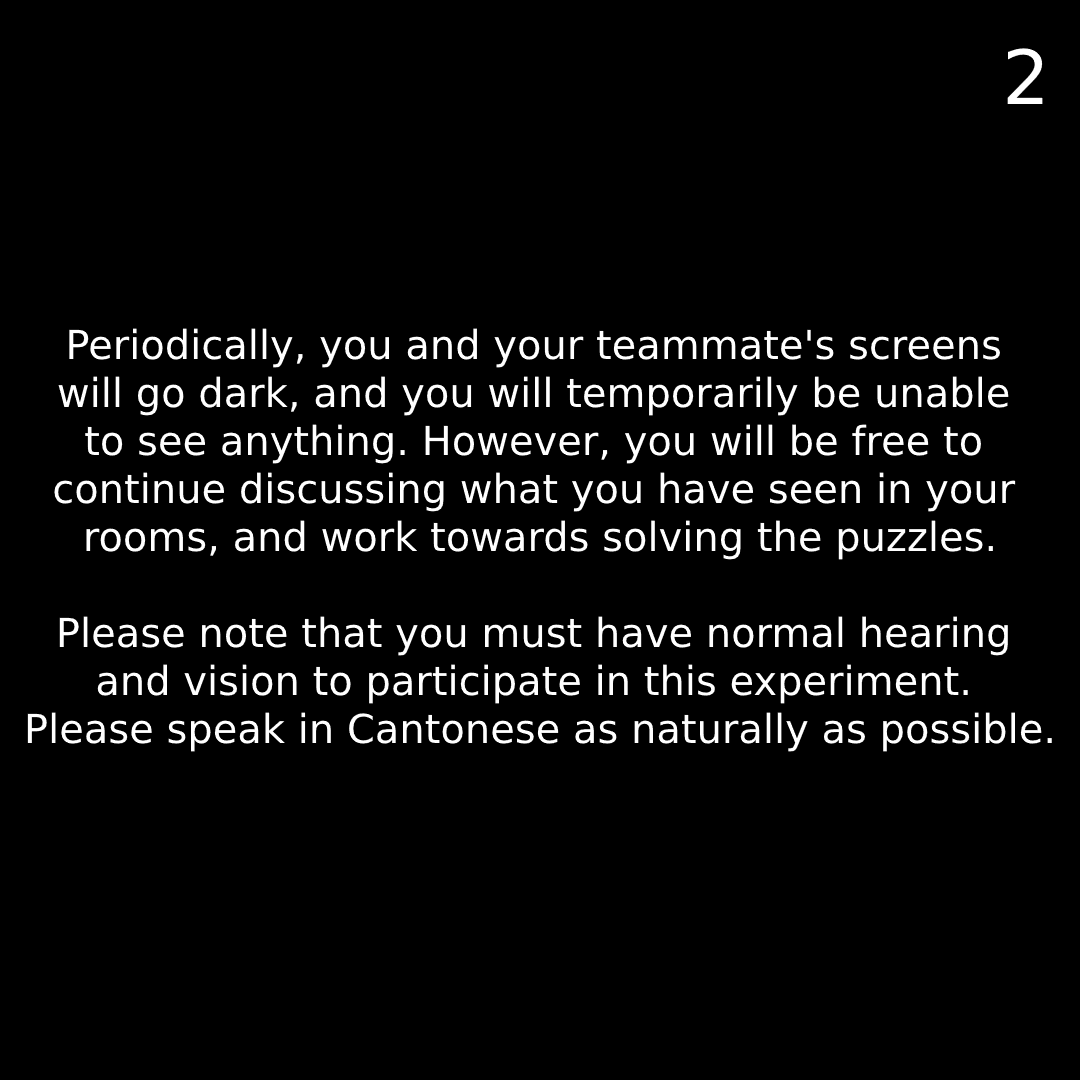 2
Periodically, you and your teammate's screens
will go dark, and you will temporarily be unable
to see anything. However, you will be free to
continue discussing what you have seen in your
rooms, and work towards solving the puzzles.
Please note that you must have normal hearing
and vision to participate in this experiment.
Please speak in Cantonese as naturally as possible.